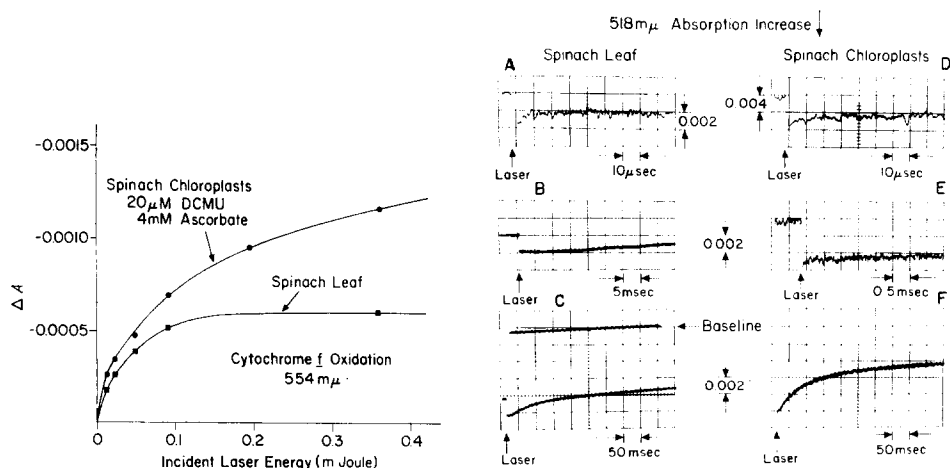 -0.0015
-0.0010
-0.0005
0
0
0.1
0.2
0.3
0.4
ΔA
Incident Laser Energy (m Joule)
Spinach Chloroplasts
20μM DCMU
4mM Ascorbate
Spinach Leaf
Cytochrome f Oxidation
554 mμ
518mμ Absorption Increase
A
Spinach Leaf
0.002
Laser
10μsec
B
0.002
Laser
5msec
C
Baseline
0.002
Laser
50msec
Spinach Chloroplasts
D
0.004
Laser
10μsec
E
Laser
0.5msec
F
Laser
50msec